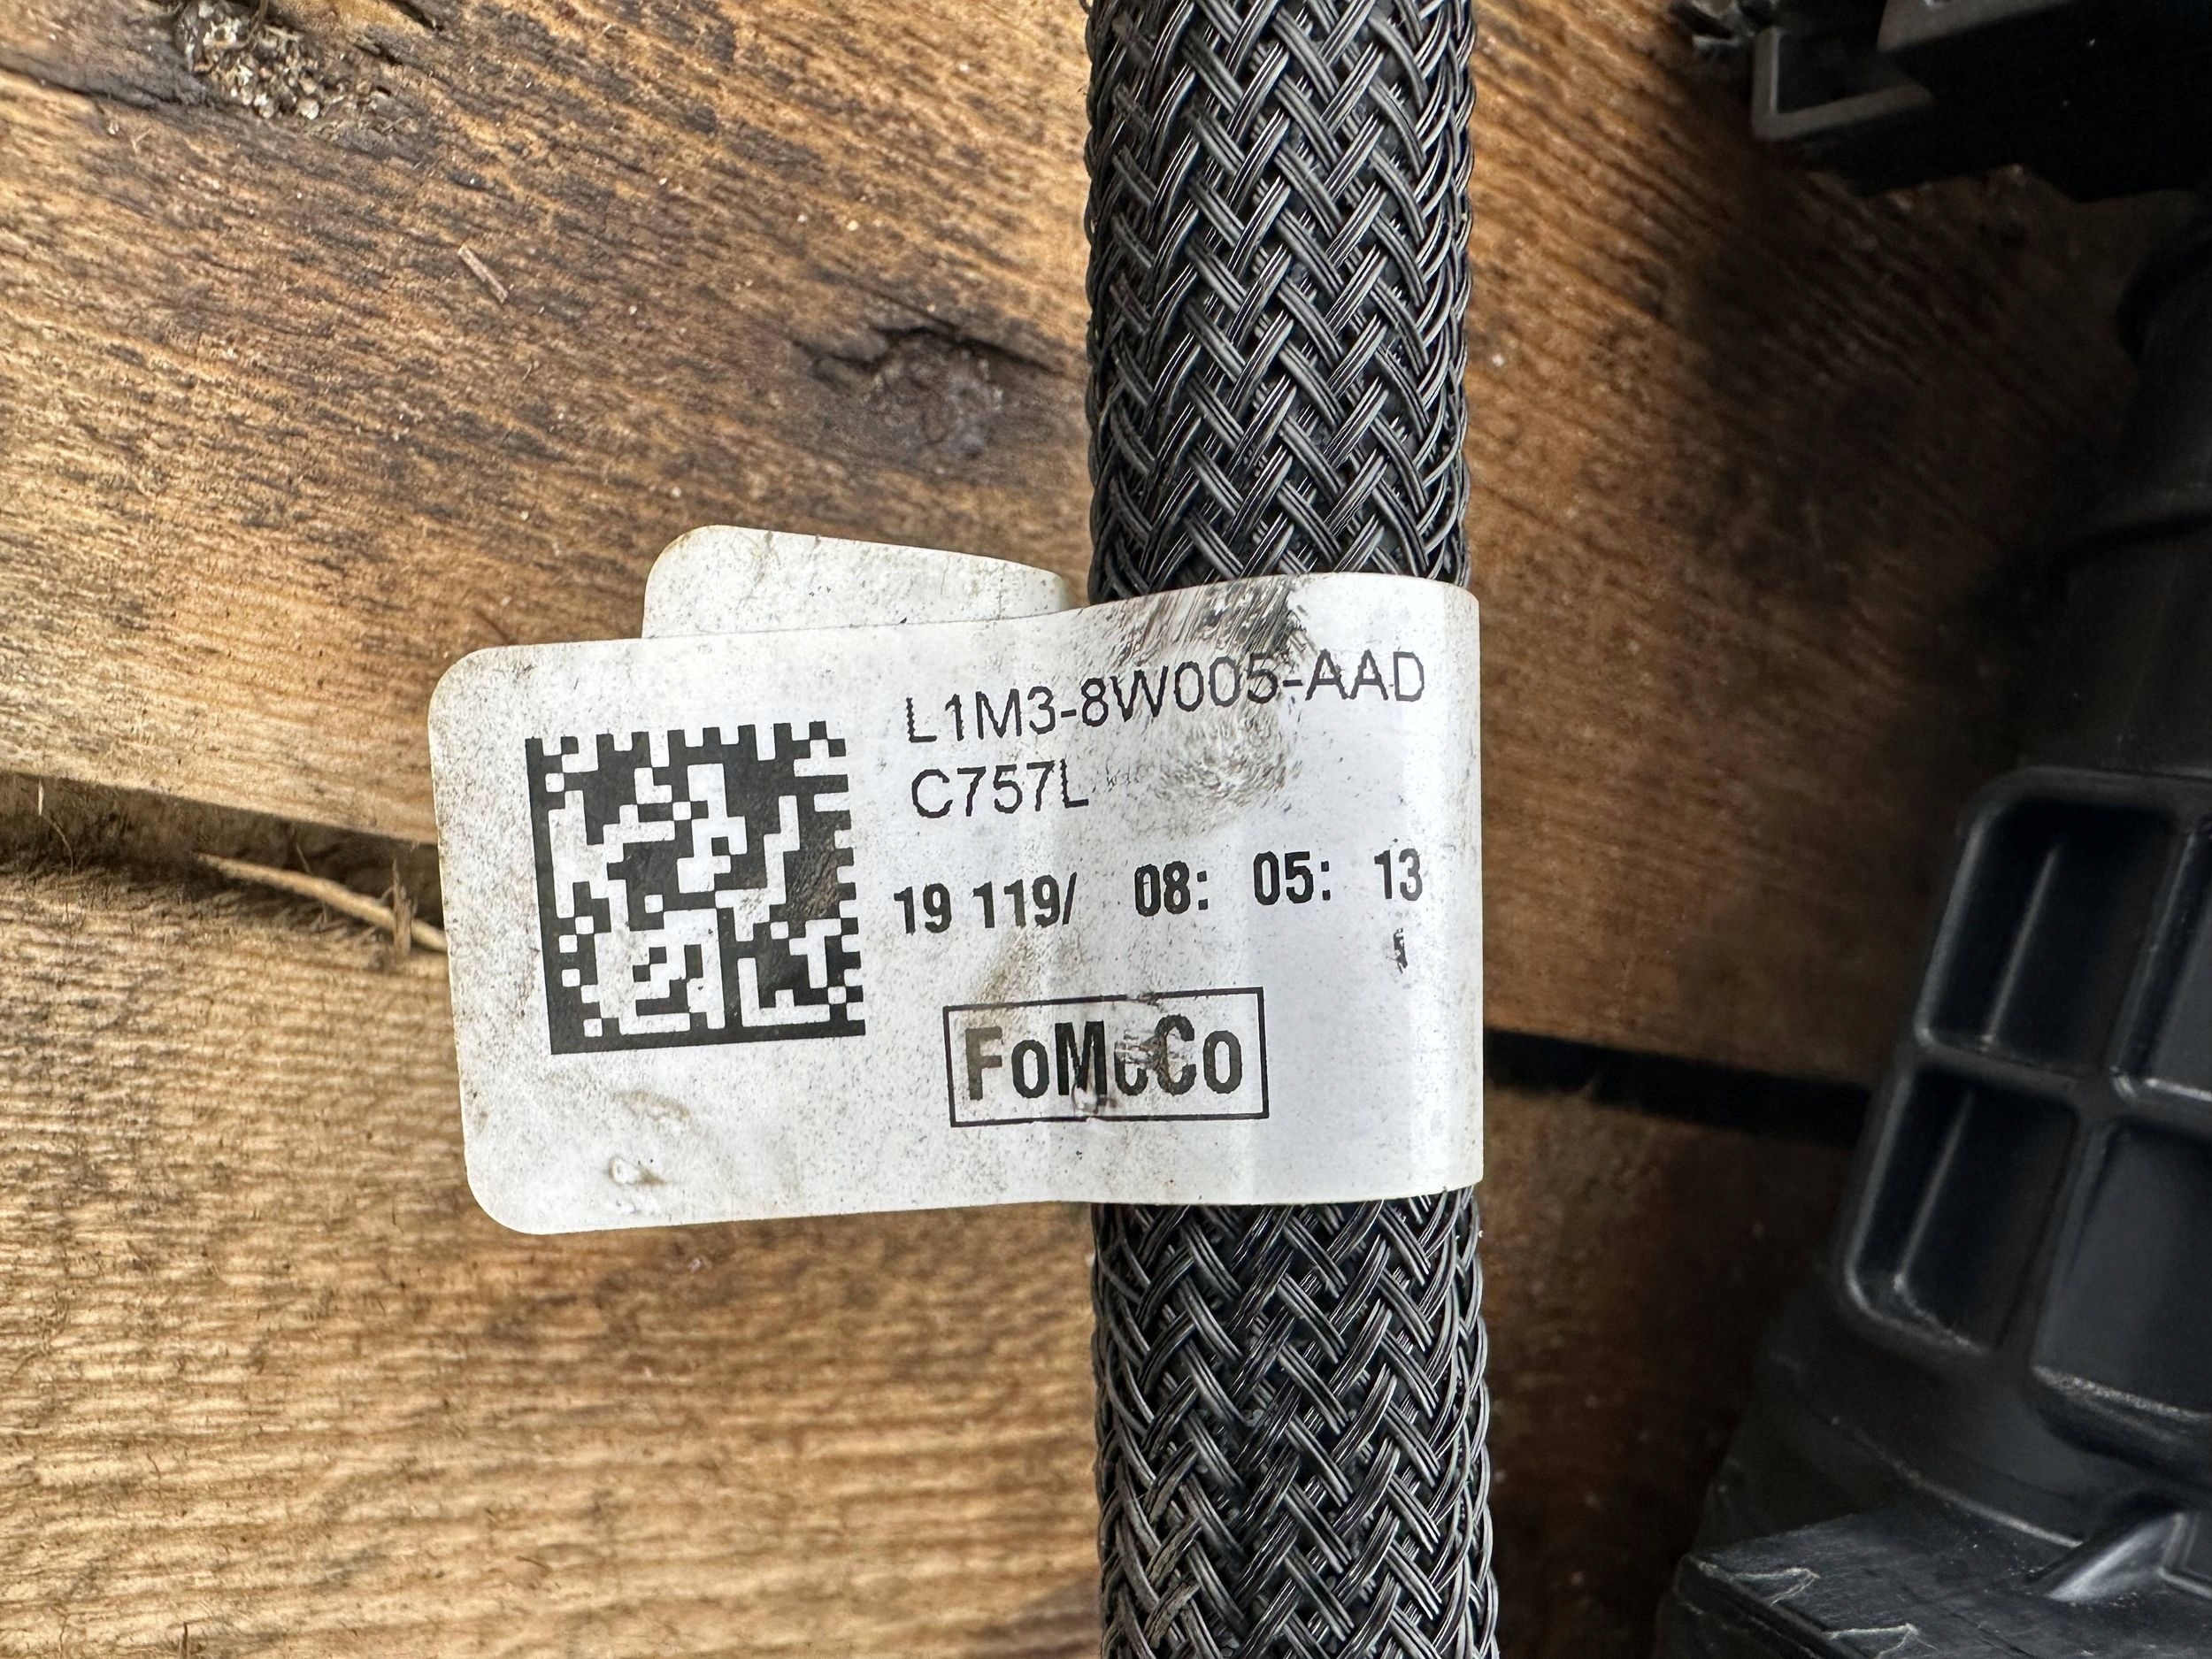 L1M3-8W005-AAD
C757L
19 119/ 08: 05: 13
FoMoCo